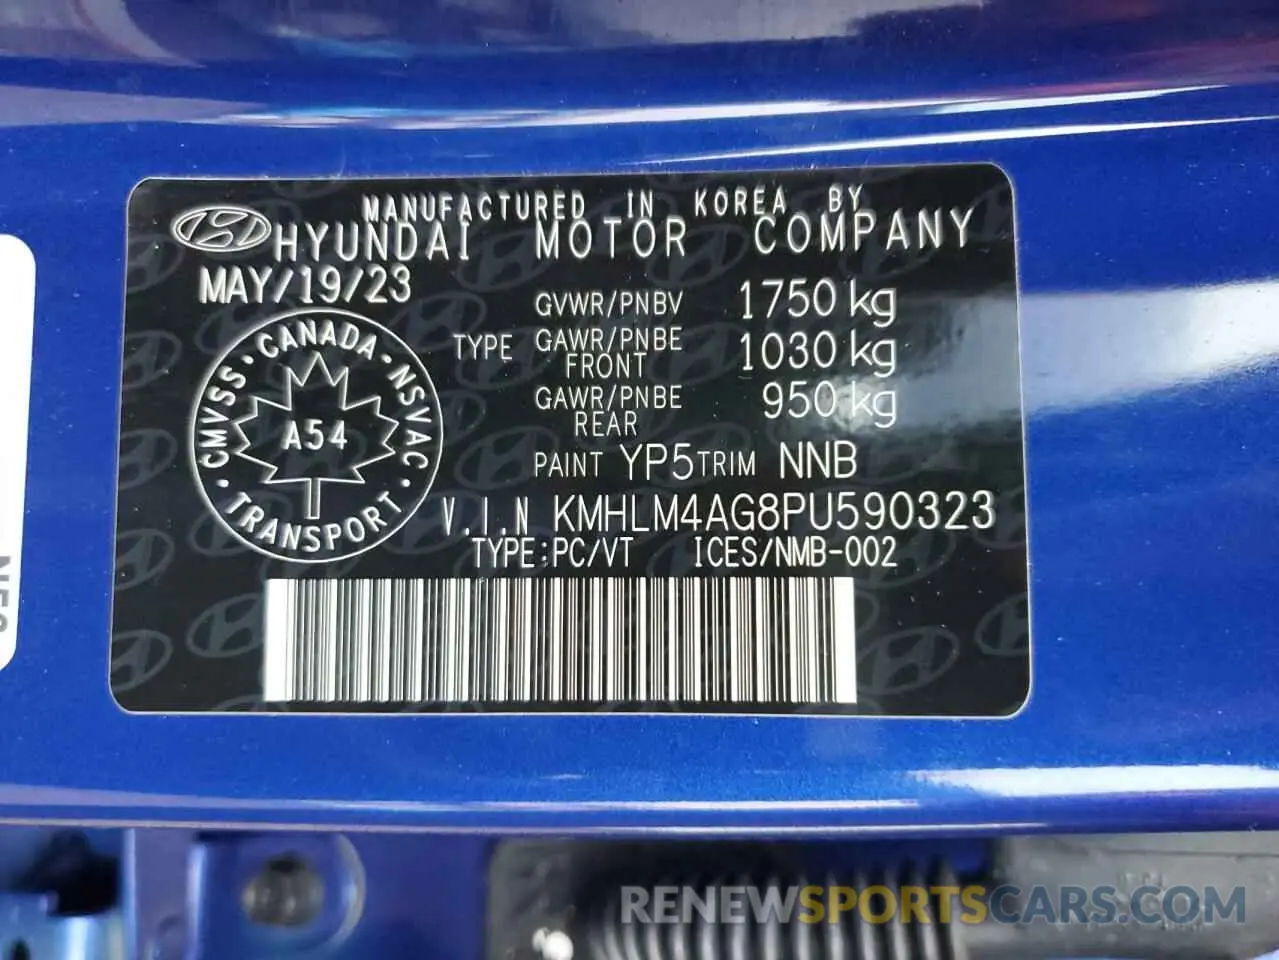 MANUFACTURED IN KOREA BY
HYUNDAI MOTOR COMPANY
MAY/19/23
GVWR/PNBV 1750 kg
TYPE GAWR/PNBE FRONT 1030 kg
GAWR/PNBE REAR 950 kg
CANADA · NSVAC · TRANSPORT · CMVSS
A54
PAINT YP5 TRIM NNB
V.I.N KMHLM4AG8PU590323
TYPE:PC/VT ICES/NMB-002
RENEWSPORTSCARS.COM